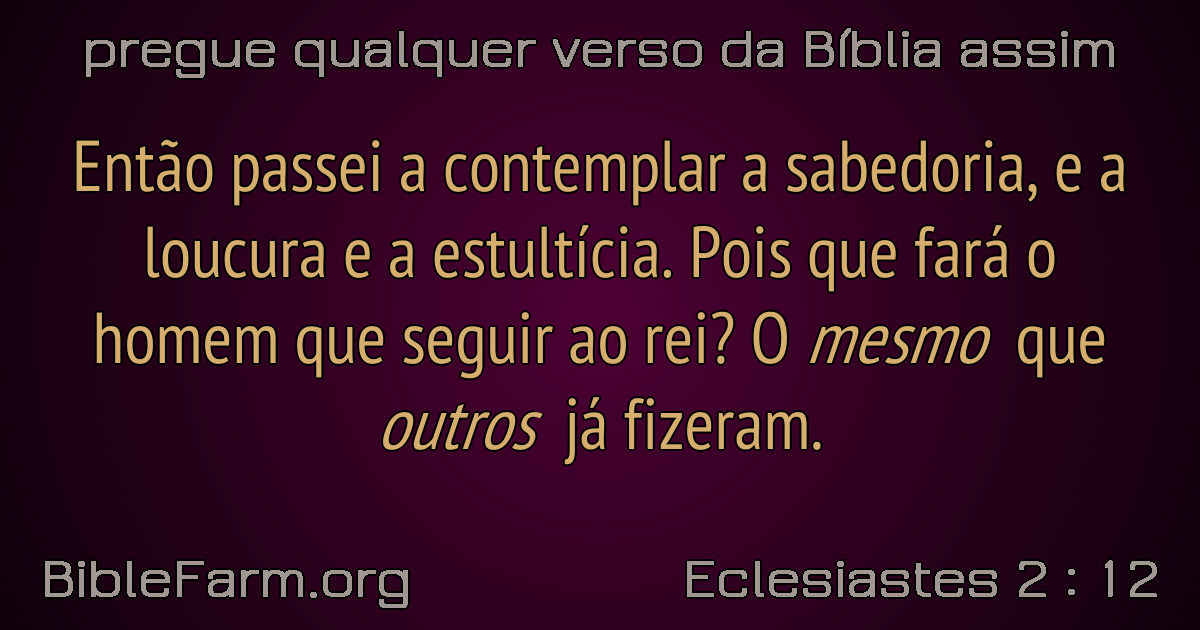 pregue qualquer verso da Bíblia assim
Então passei a contemplar a sabedoria, e a
loucura e a estultícia. Pois que fará o
homem que seguir ao rei? O mesmo que
outros já fizeram.
BibleFarm.org
Eclesiastes 2 : 12